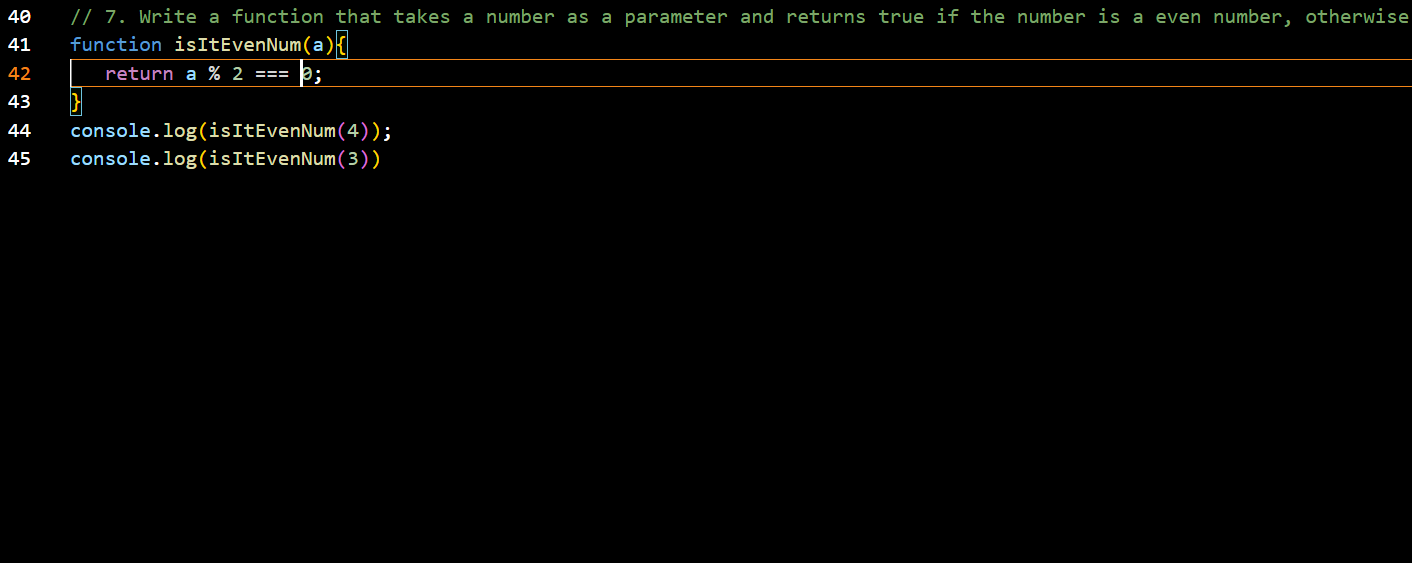 40 // 7. Write a function that takes a number as a parameter and returns true if the number is a even number, otherwise
41 function isItEvenNum(a){
42 return a % 2 === 0;
43 }
44 console.log(isItEvenNum(4));
45 console.log(isItEvenNum(3))